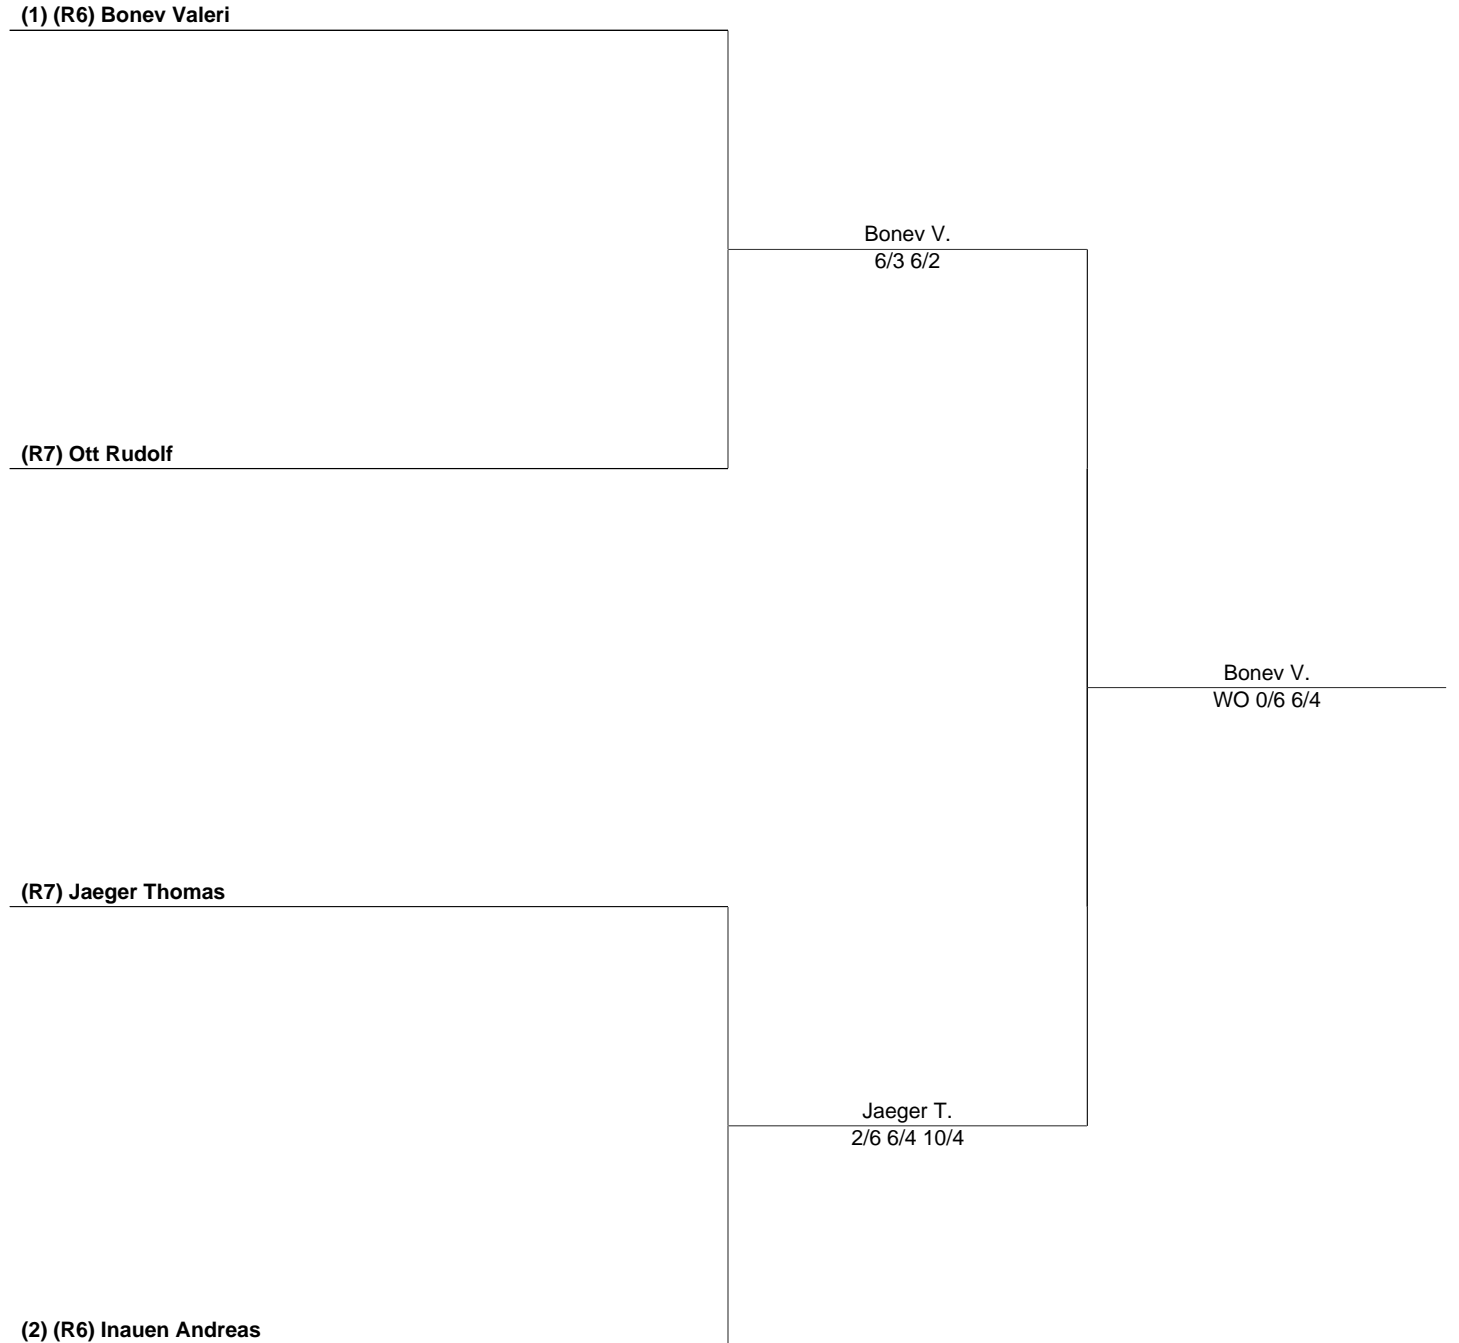 (1) (R6) Bonev Valeri
Bonev V.
6/3 6/2
(R7) Ott Rudolf
Bonev V.
WO 0/6 6/4
(R7) Jaeger Thomas
Jaeger T.
2/6 6/4 10/4
(2) (R6) Inauen Andreas